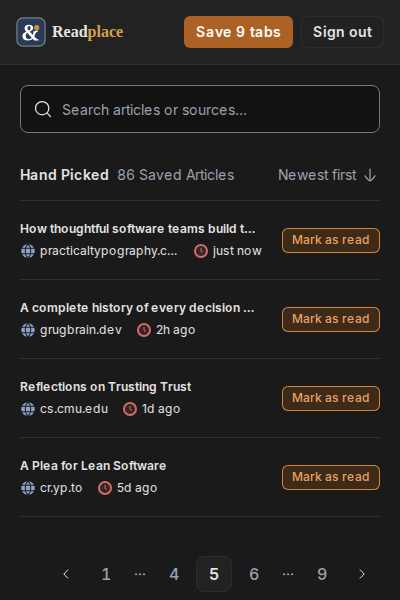 & Readplace
Save 9 tabs
Sign out
Search articles or sources...
Hand Picked 86 Saved Articles
Newest first ↓
How thoughtful software teams build t...
practicaltypography.c... just now
Mark as read
A complete history of every decision ...
grugbrain.dev 2h ago
Mark as read
Reflections on Trusting Trust
cs.cmu.edu 1d ago
Mark as read
A Plea for Lean Software
cr.yp.to 5d ago
Mark as read
‹ 1 ... 4 5 6 ... 9 ›